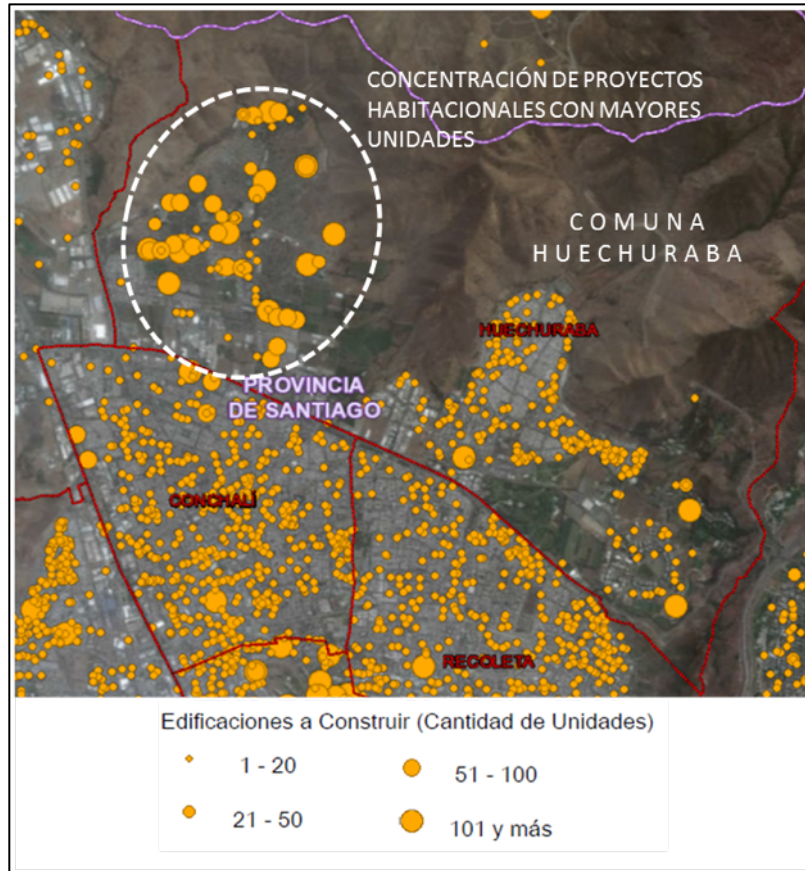 CONCENTRACIÓN DE PROYECTOS
HABITACIONALES CON MAYORES
UNIDADES
COMUNA
HUECHURABA
HUECHURABA
PROVINCIA
DE SANTIAGO
CONCHALÍ
RECOLETA
Edificaciones a Construir (Cantidad de Unidades)
1 - 20
51 - 100
21 - 50
101 y más